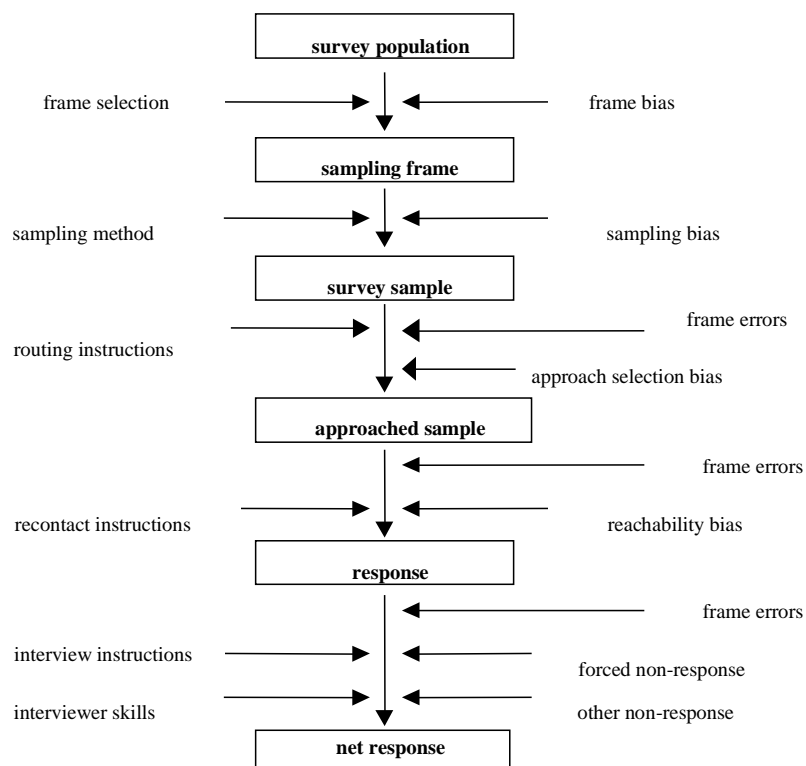 survey population
frame selection
frame bias
sampling frame
sampling method
sampling bias
survey sample
frame errors
routing instructions
approach selection bias
approached sample
frame errors
recontact instructions
reachability bias
response
frame errors
interview instructions
forced non-response
interviewer skills
other non-response
net response